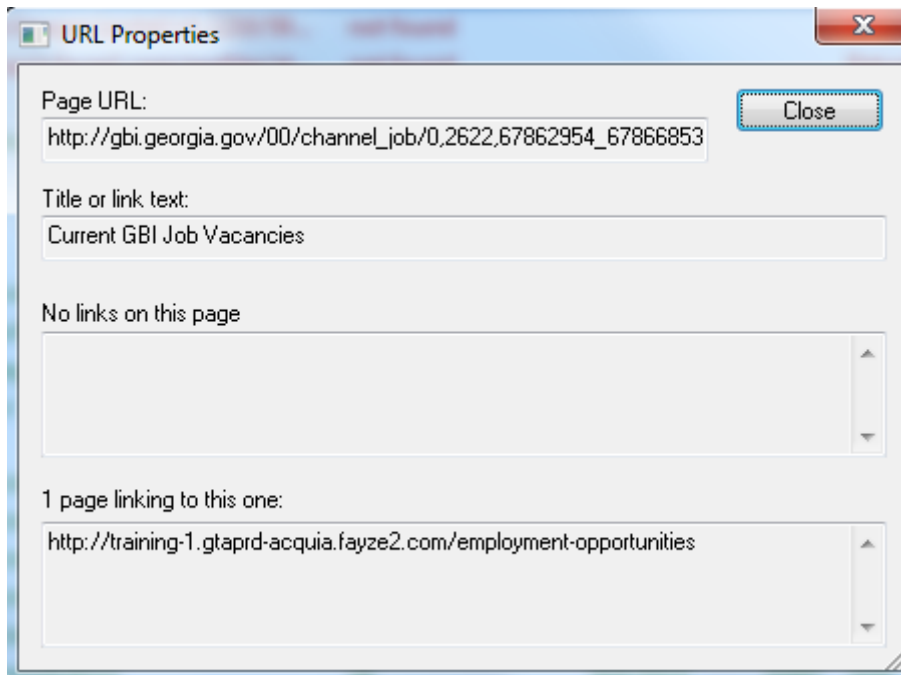 URL Properties
Page URL:
Close
http://gbi.georgia.gov/00/channel_job/0,2622,67862954_67866853
Title or link text:
Current GBI Job Vacancies
No links on this page
1 page linking to this one:
http://training-1.gtaprd-acquia.fayze2.com/employment-opportunities